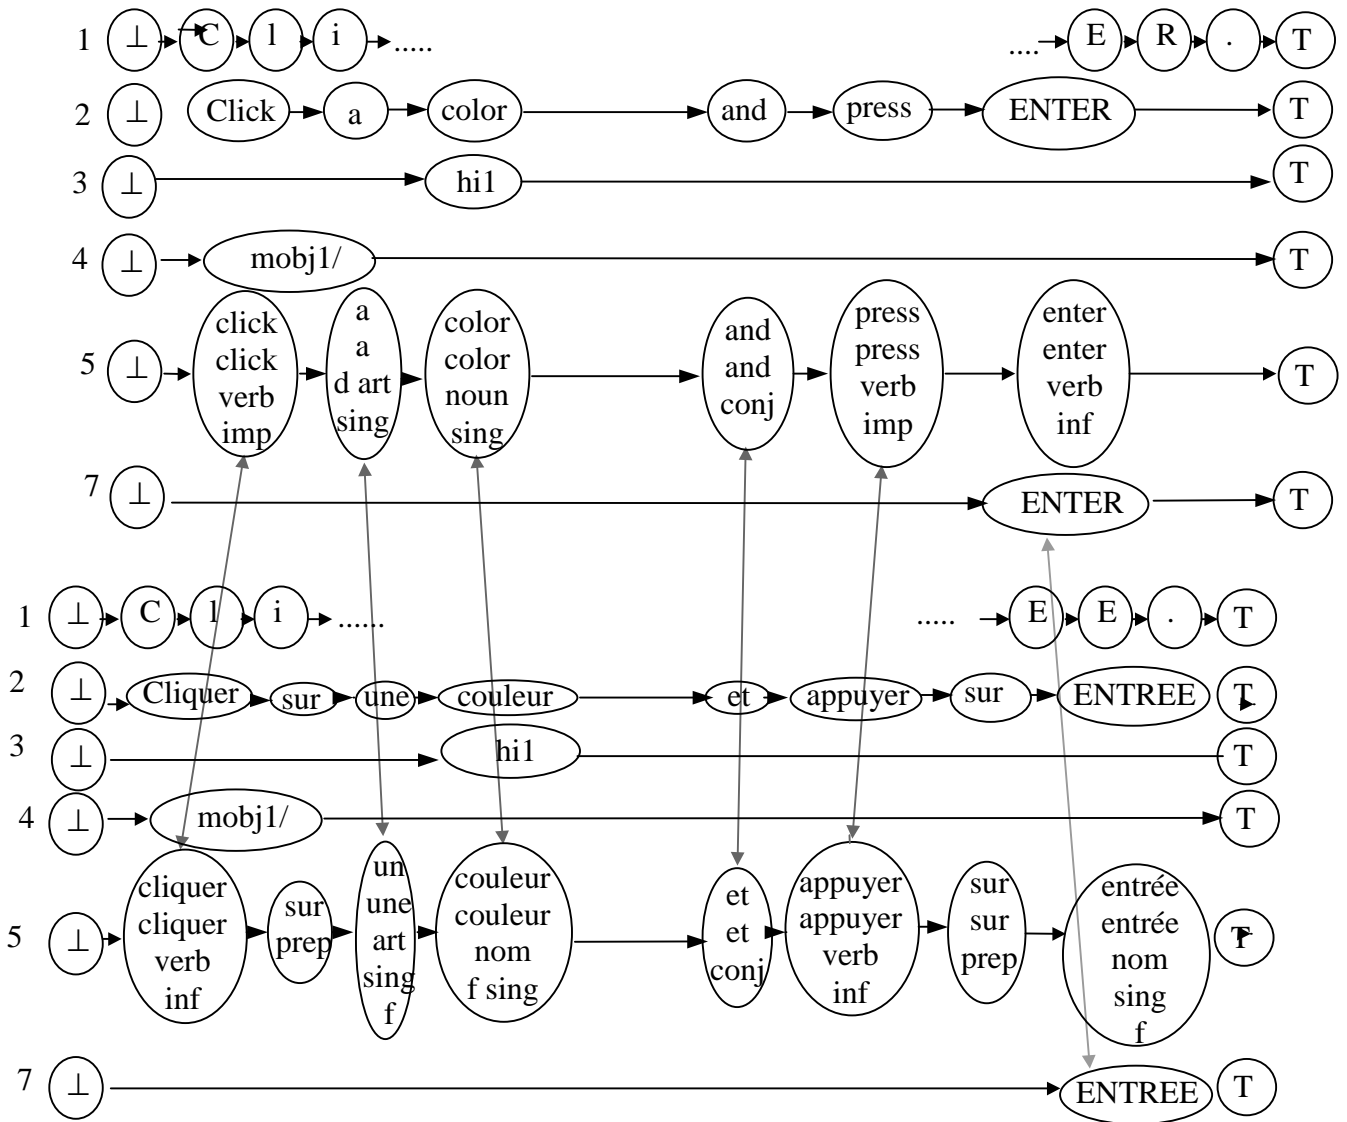 1 ⊥ C l i ..... .... E R . T
2 ⊥ Click a color and press ENTER T
3 ⊥ hi1 T
4 ⊥ mobj1/ T
5 ⊥
click
click
verb
imp
a
a
d art
sing
color
color
noun
sing
and
and
conj
press
press
verb
imp
enter
enter
verb
inf
T
7 ⊥ ENTER T
1 ⊥ C l i ...... ..... E E . T
2 ⊥ Cliquer sur une couleur et appuyer sur ENTREE T
3 ⊥ hi1 T
4 ⊥ mobj1/ T
5 ⊥
cliquer
cliquer
verb
inf
sur
prep
un
une
art
sing
f
couleur
couleur
nom
f sing
et
et
conj
appuyer
appuyer
verb
inf
sur
sur
prep
entrée
entrée
nom
sing
f
T
7 ⊥ ENTREE T